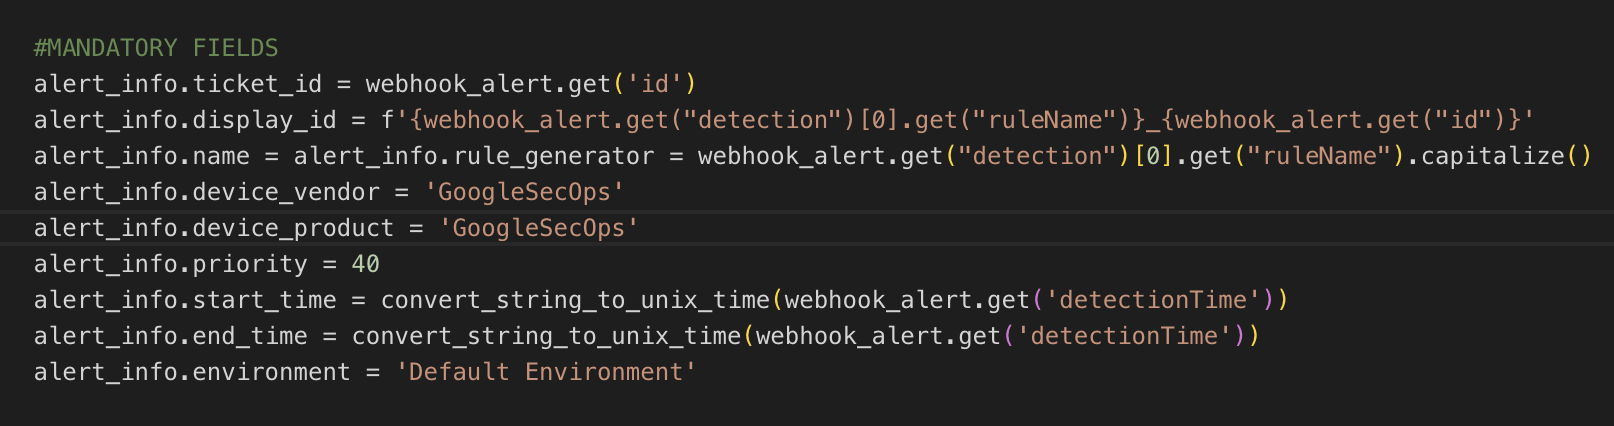 #MANDATORY FIELDS
alert_info.ticket_id = webhook_alert.get('id')
alert_info.display_id = f'{webhook_alert.get("detection")[0].get("ruleName")}_{webhook_alert.get("id")}'
alert_info.name = alert_info.rule_generator = webhook_alert.get("detection")[0].get("ruleName").capitalize()
alert_info.device_vendor = 'GoogleSecOps'
alert_info.device_product = 'GoogleSecOps'
alert_info.priority = 40
alert_info.start_time = convert_string_to_unix_time(webhook_alert.get('detectionTime'))
alert_info.end_time = convert_string_to_unix_time(webhook_alert.get('detectionTime'))
alert_info.environment = 'Default Environment'